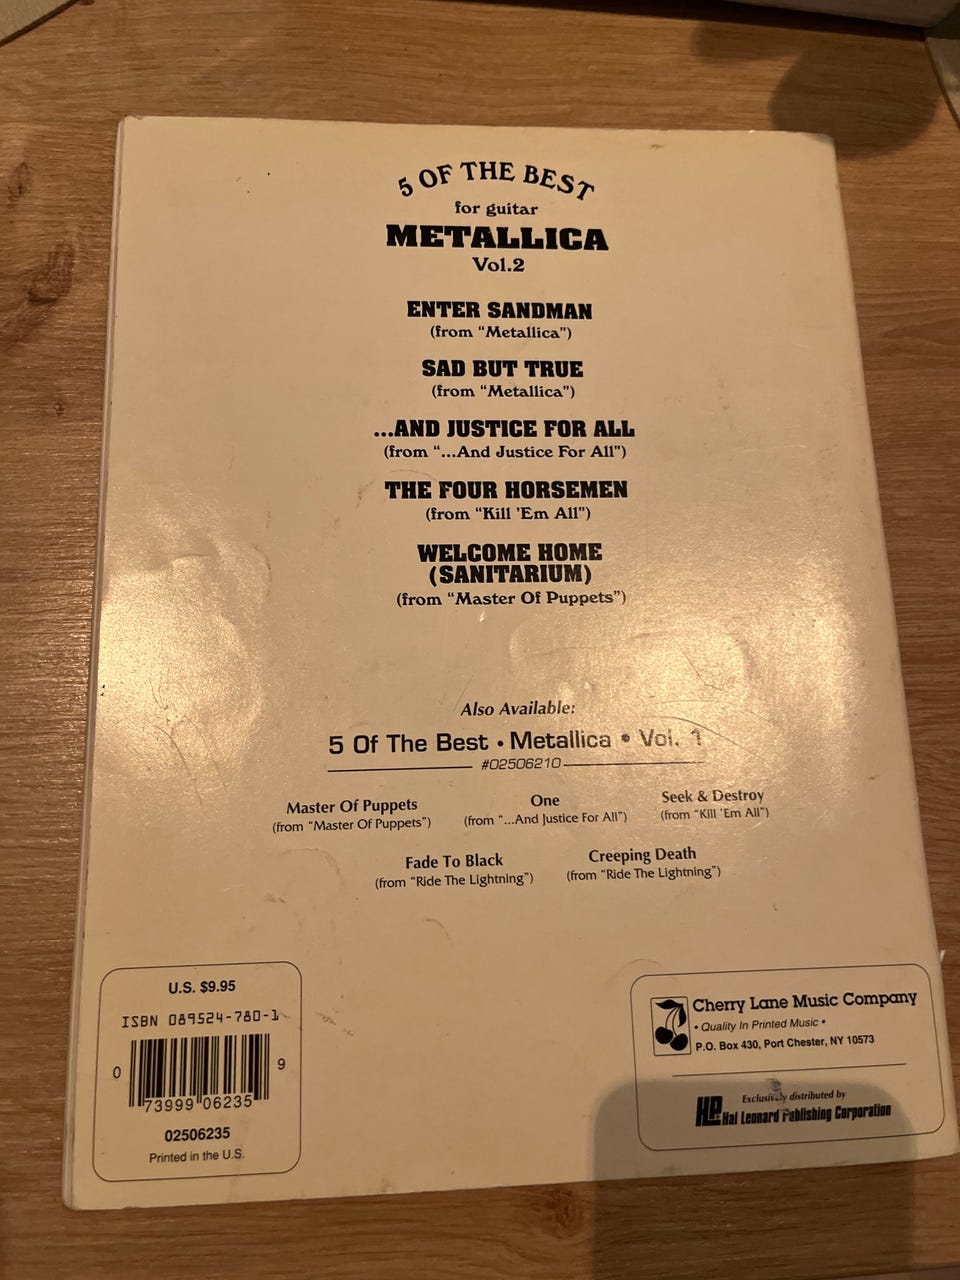 5 OF THE BEST
for guitar
METALLICA
Vol.2
ENTER SANDMAN
(from "Metallica")
SAD BUT TRUE
(from "Metallica")
...AND JUSTICE FOR ALL
(from "...And Justice For All")
THE FOUR HORSEMEN
(from "Kill 'Em All")
WELCOME HOME
(SANITARIUM)
(from "Master Of Puppets")
Also Available:
5 Of The Best • Metallica • Vol. 1
#02506210
Master Of Puppets
(from "Master Of Puppets")
One
(from "...And Justice For All")
Seek & Destroy
(from "Kill 'Em All")
Fade To Black
(from "Ride The Lightning")
Creeping Death
(from "Ride The Lightning")
U.S. $9.95
ISBN 089524-780-1
0 73999 06235 9
02506235
Printed in the U.S.
Cherry Lane Music Company
• Quality In Printed Music •
P.O. Box 430, Port Chester, NY 10573
Exclusively distributed by
HL Hal Leonard Publishing Corporation